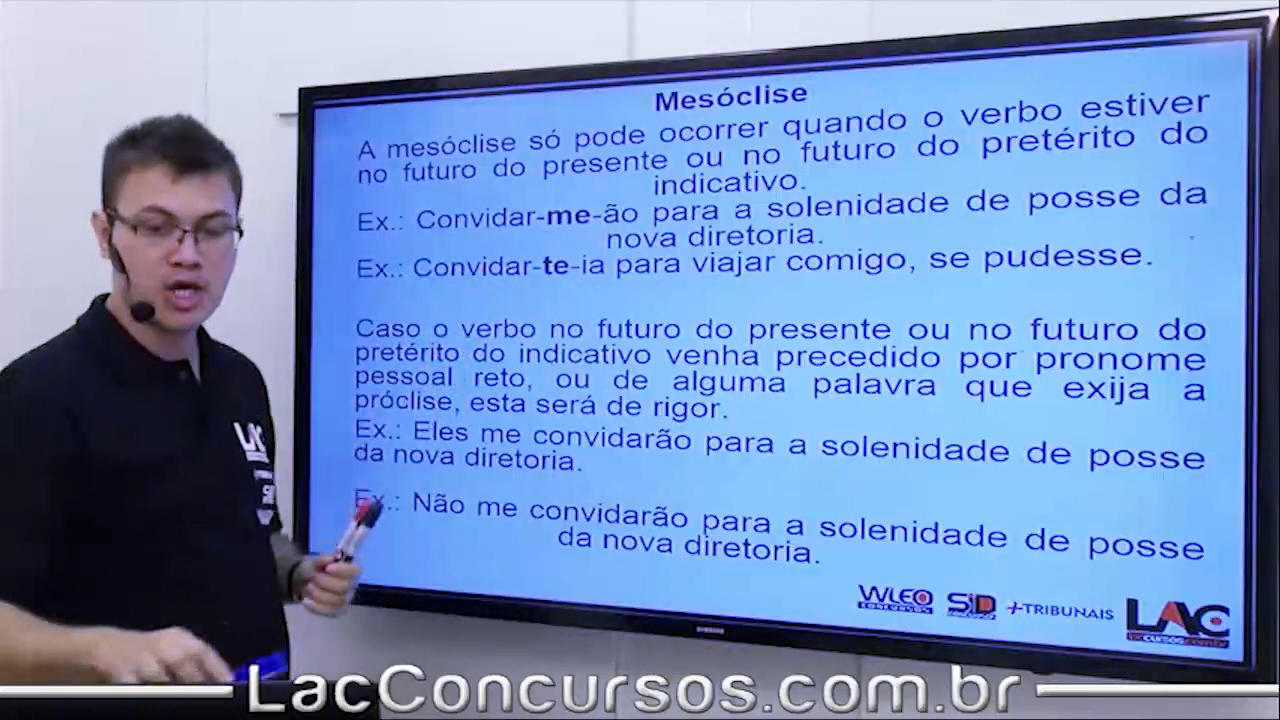 Mesóclise
A mesóclise só pode ocorrer quando o verbo estiver
no futuro do presente ou no futuro do pretérito do
indicativo.
Ex.: Convidar-me-ão para a solenidade de posse da
nova diretoria.
Ex.: Convidar-te-ia para viajar comigo, se pudesse.
Caso o verbo no futuro do presente ou no futuro do
pretérito do indicativo venha precedido por pronome
pessoal reto, ou de alguma palavra que exija a
próclise, esta será de rigor.
Ex.: Eles me convidarão para a solenidade de posse
da nova diretoria.
Ex.: Não me convidarão para a solenidade de posse
da nova diretoria.
WLEO
CONCURSOS
SD
+TRIBUNAIS
LAC
SAMSUNG
LAC
LacConcursos.com.br